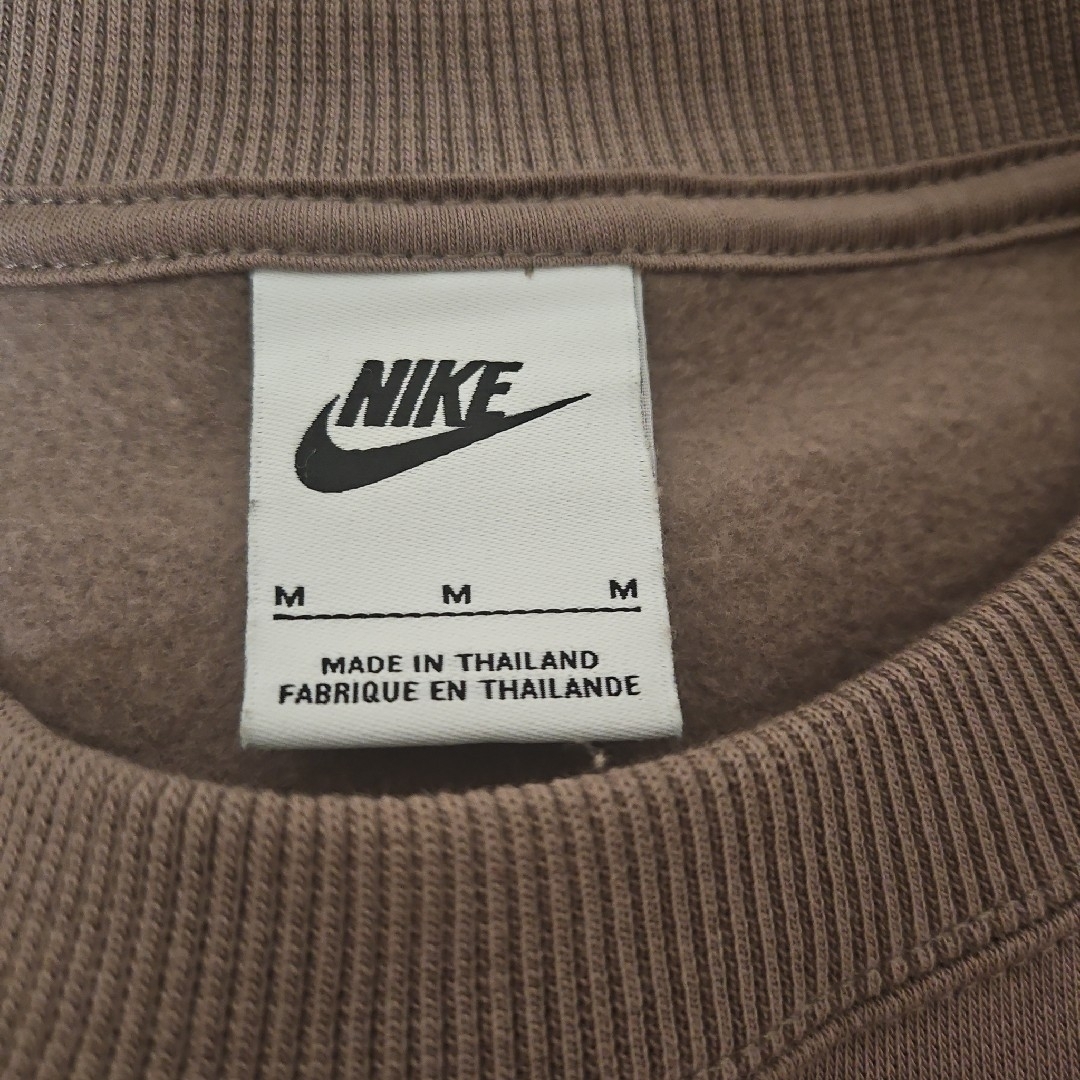 NIKE
M M M
MADE IN THAILAND
FABRIQUE EN THAILANDE